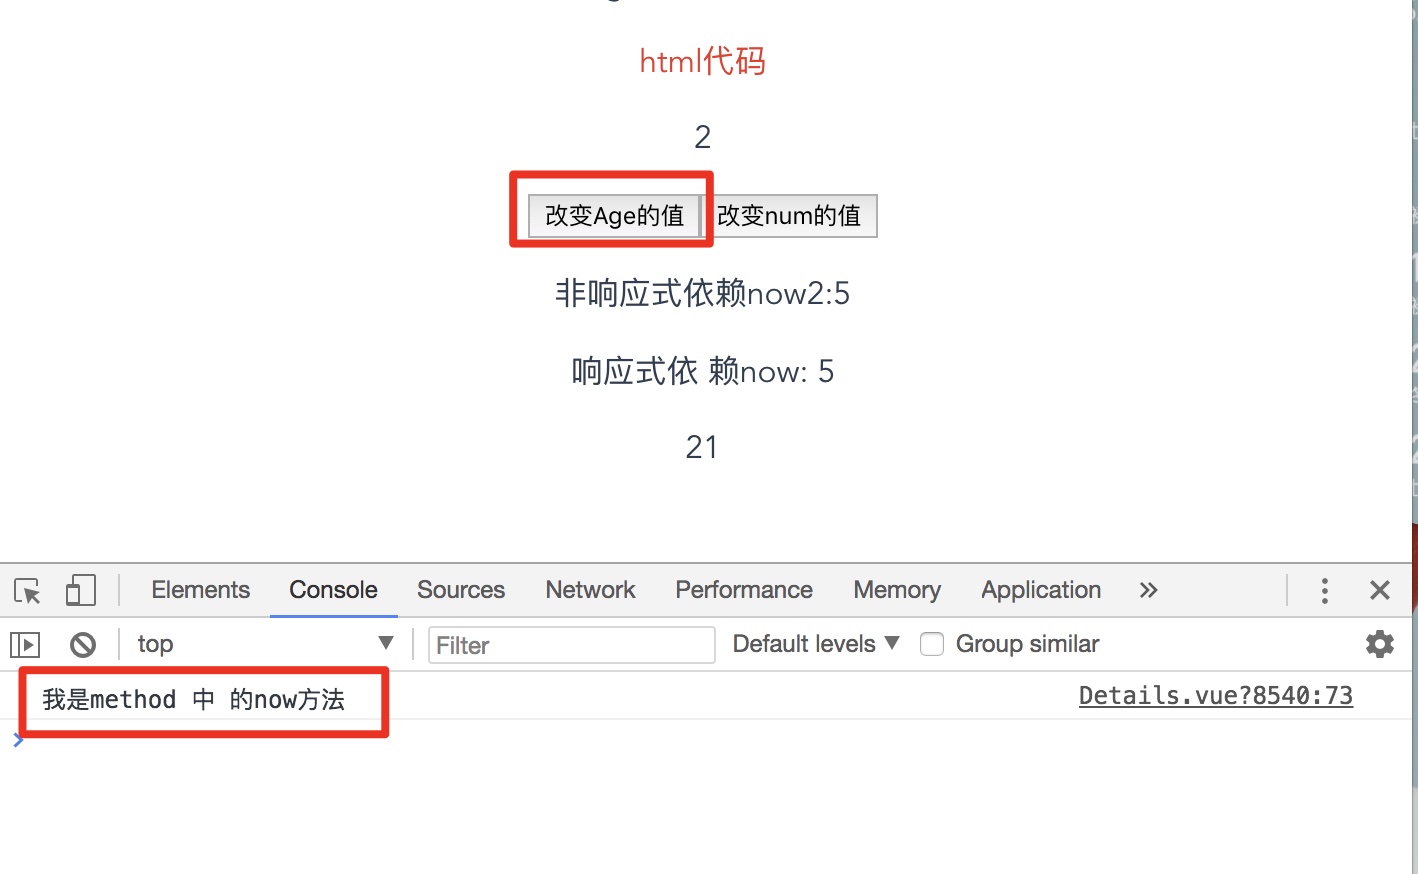 html代码
2
改变Age的值 改变num的值
非响应式依赖now2:5
响应式依 赖now: 5
21
Elements Console Sources Network Performance Memory Application »
top Filter Default levels Group similar
我是method 中 的now方法 Details.vue?8540:73